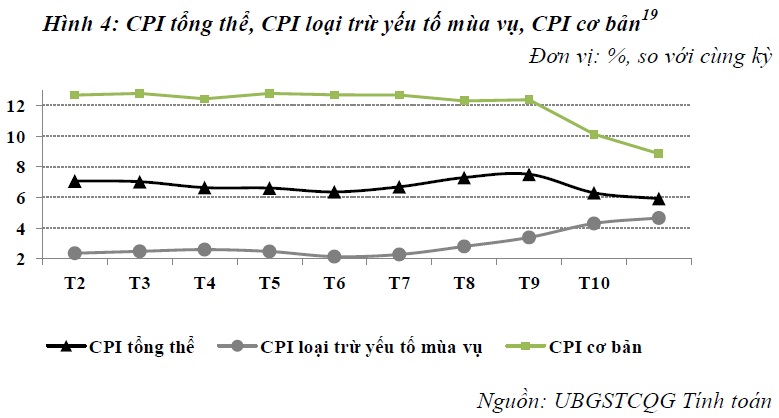 Hình 4: CPI tổng thể, CPI loại trừ yếu tố mùa vụ, CPI cơ bản19
Đơn vị: %, so với cùng kỳ
12
10
8
6
4
2
T2 T3 T4 T5 T6 T7 T8 T9 T10
CPI tổng thể CPI loại trừ yếu tố mùa vụ CPI cơ bản
Nguồn: UBGSTCQG Tính toán